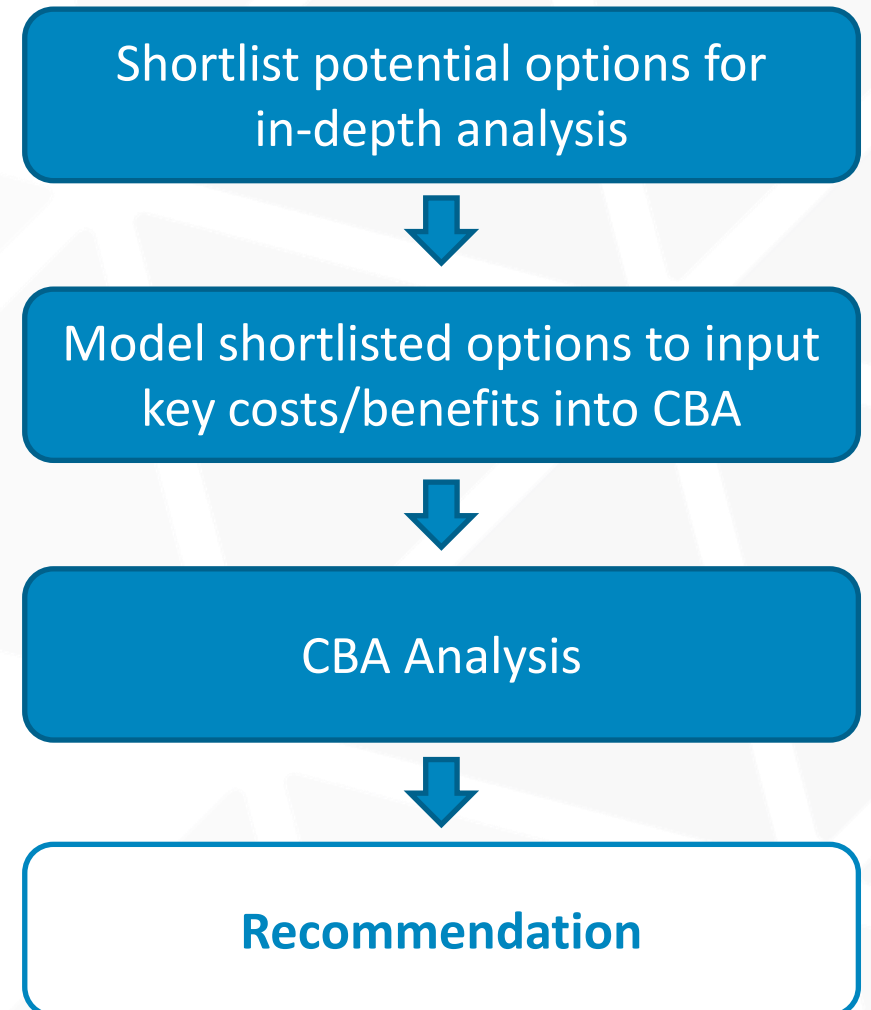 Shortlist potential options for
in-depth analysis
Model shortlisted options to input
key costs/benefits into CBA
CBA Analysis
Recommendation